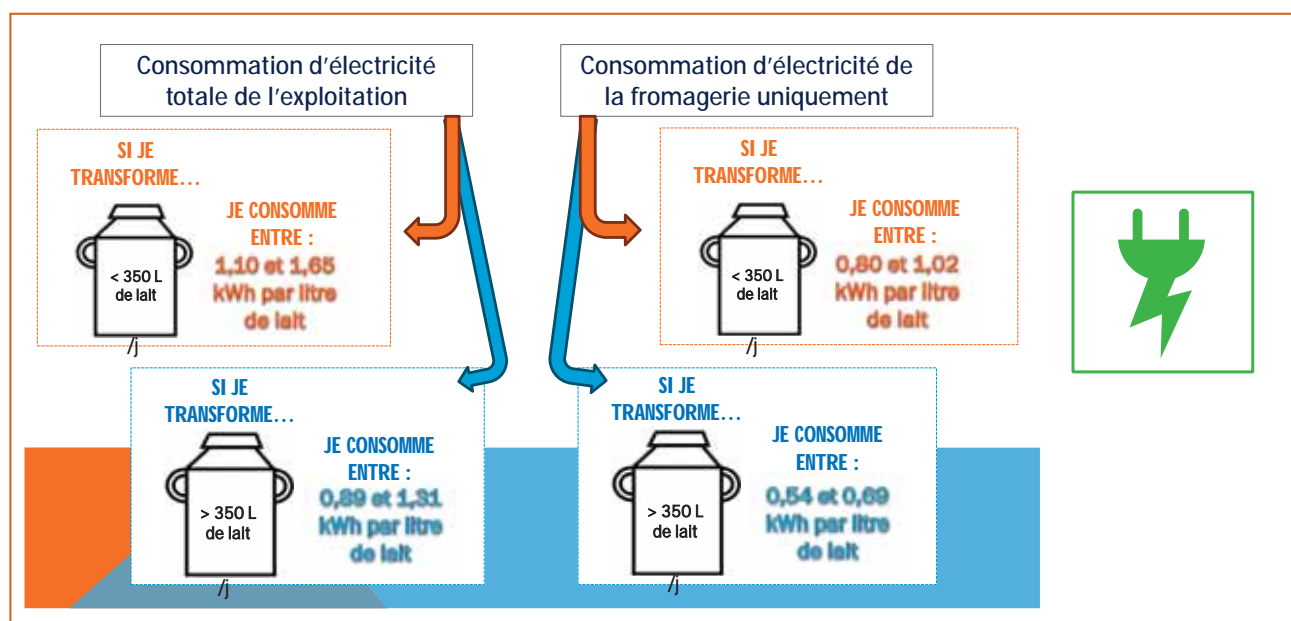 Consommation d'électricité
totale de l'exploitation
Consommation d'électricité de
la fromagerie uniquement
SI JE
TRANSFORME...
< 350 L
de lait
/j
JE CONSOMME
ENTRE :
1,10 et 1,65
kWh par litre
de lait
SI JE
TRANSFORME...
< 350 L
de lait
/j
JE CONSOMME
ENTRE :
0,80 et 1,02
kWh par litre
de lait
SI JE
TRANSFORME...
> 350 L
de lait
/j
JE CONSOMME
ENTRE :
0,89 et 1,31
kWh par litre
de lait
SI JE
TRANSFORME...
> 350 L
de lait
/j
JE CONSOMME
ENTRE :
0,54 et 0,69
kWh par litre
de lait